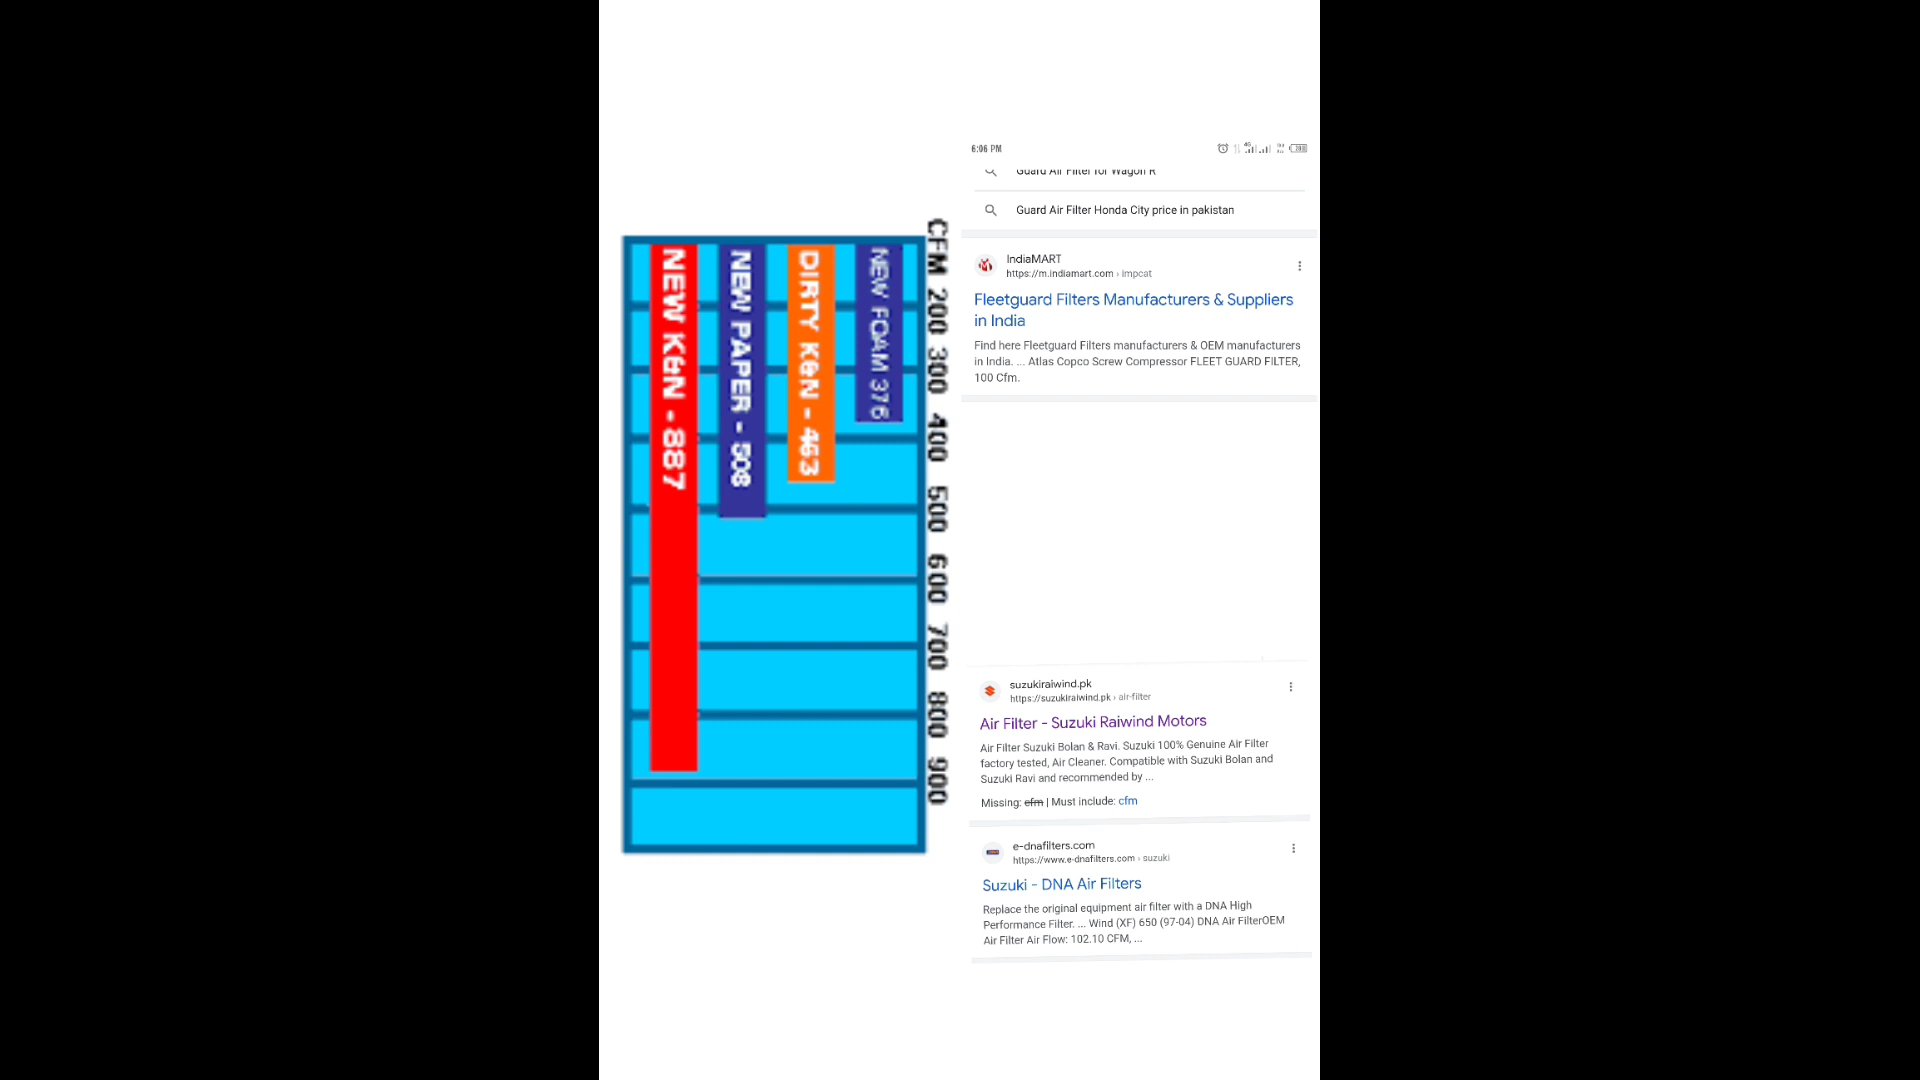 CFM 200 300 400 500 600 700 800 900
NEW K&N - 887
NEW PAPER - 508
DIRTY K&N - 463
NEW FOAM 376
6:06 PM
4G
Guard Air Filter for Wagon R
Guard Air Filter Honda City price in pakistan
IndiaMART
https://m.indiamart.com › impcat
Fleetguard Filters Manufacturers & Suppliers
in India
Find here Fleetguard Filters manufacturers & OEM manufacturers
in India. ... Atlas Copco Screw Compressor FLEET GUARD FILTER,
100 Cfm.
suzukiraiwind.pk
https://suzukiraiwind.pk › air-filter
Air Filter - Suzuki Raiwind Motors
Air Filter Suzuki Bolan & Ravi. Suzuki 100% Genuine Air Filter
factory tested, Air Cleaner. Compatible with Suzuki Bolan and
Suzuki Ravi and recommended by ...
Missing: cfm | Must include: cfm
e-dnafilters.com
https://www.e-dnafilters.com › suzuki
Suzuki - DNA Air Filters
Replace the original equipment air filter with a DNA High
Performance Filter. ... Wind (XF) 650 (97-04) DNA Air FilterOEM
Air Filter Air Flow: 102.10 CFM, ...